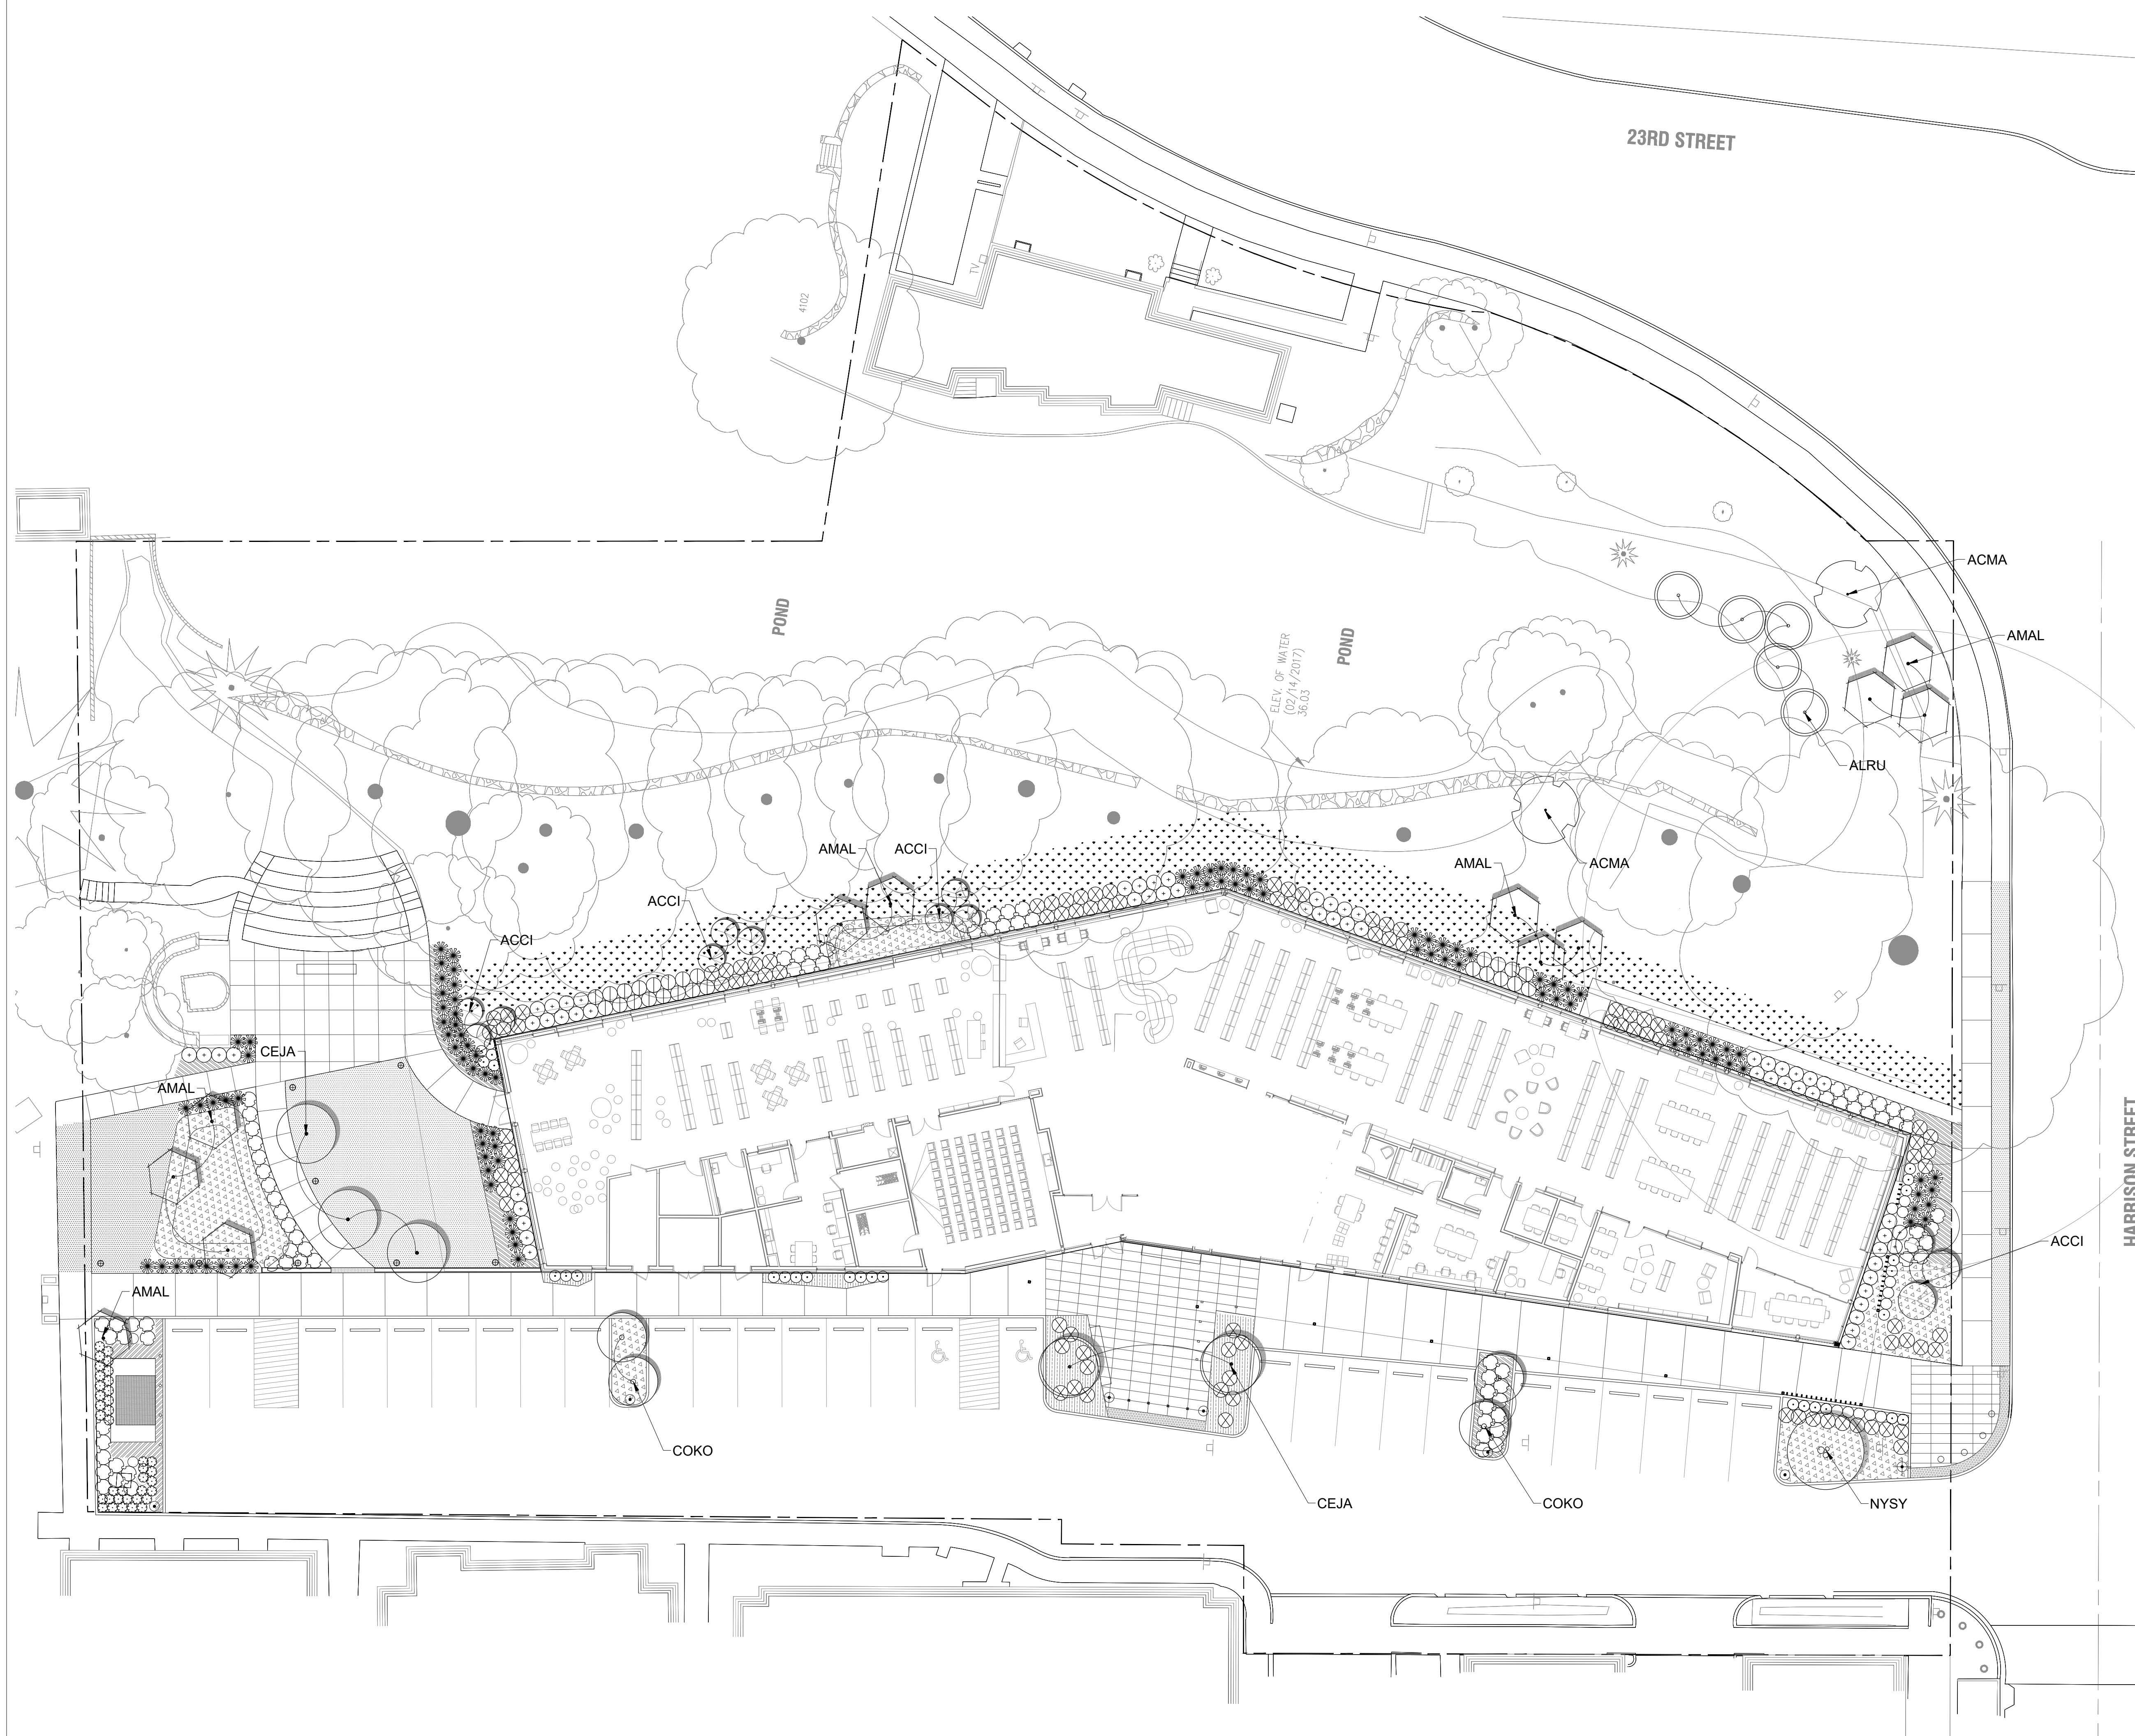 23RD STREET
TV
4102
ACMA
POND
POND
ELEV. OF WATER
(02/14/2017)
36.03
AMAL
ALRU
AMAL
ACCI
AMAL
ACMA
ACCI
ACCI
CEJA
AMAL
HARRISON STREET
ACCI
AMAL
COKO
CEJA
COKO
NYSY